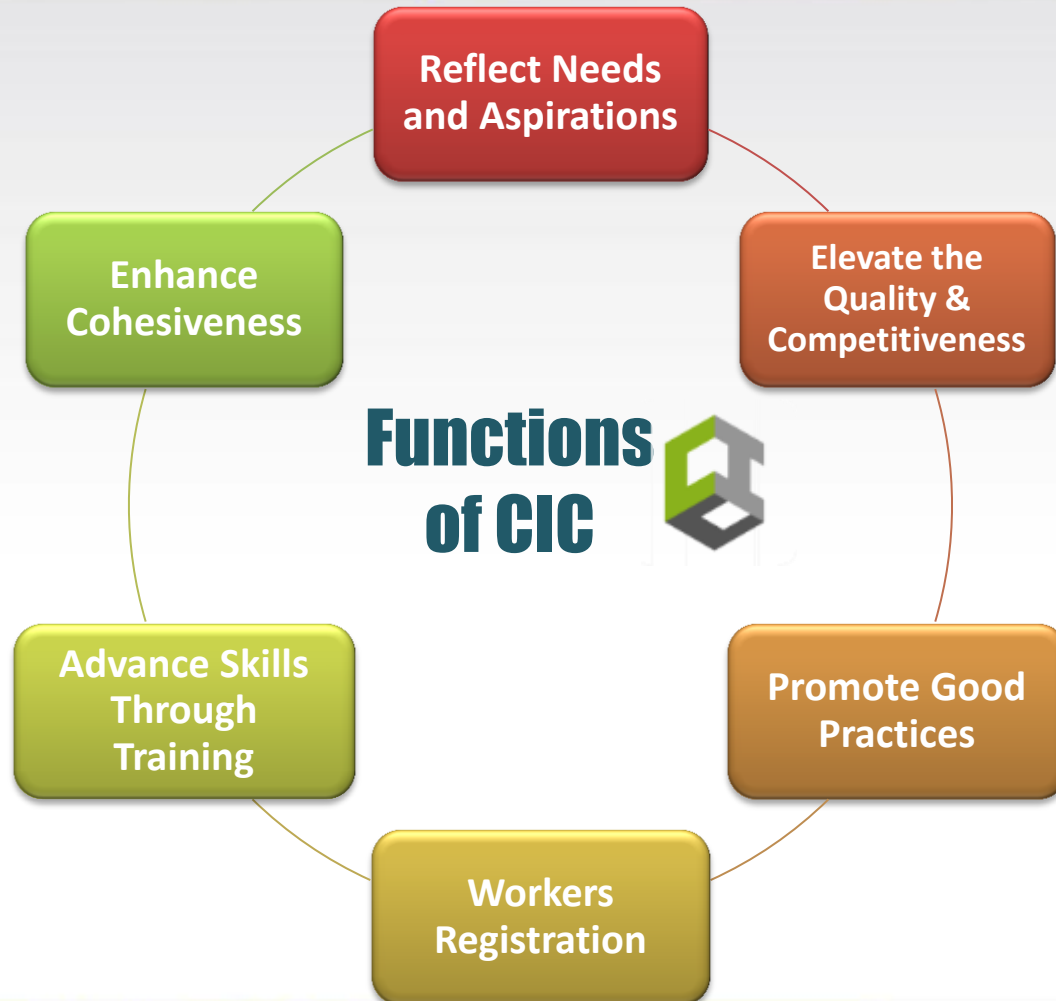 Reflect Needs
and Aspirations
Elevate the
Quality &
Competitiveness
Promote Good
Practices
Workers
Registration
Advance Skills
Through
Training
Enhance
Cohesiveness
Functions
of CIC